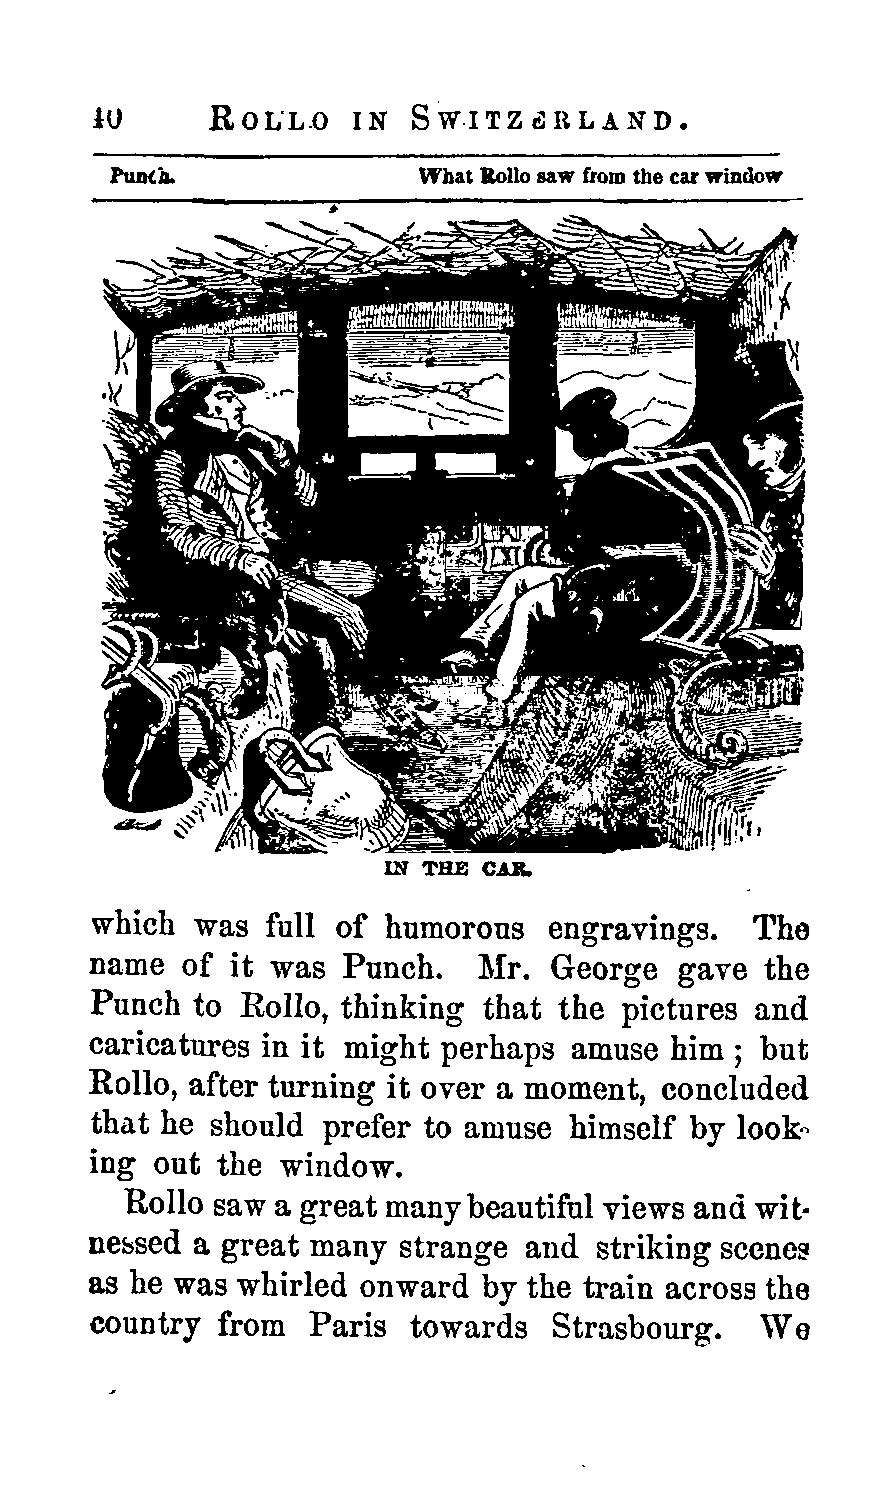 40 ROLLO IN SWITZERLAND.
Punch. What Rollo saw from the car window
IN THE CAR.
which was full of humorous engravings. The
name of it was Punch. Mr. George gave the
Punch to Rollo, thinking that the pictures and
caricatures in it might perhaps amuse him ; but
Rollo, after turning it over a moment, concluded
that he should prefer to amuse himself by look-
ing out the window.
Rollo saw a great many beautiful views and wit-
nessed a great many strange and striking scenes
as he was whirled onward by the train across the
country from Paris towards Strasbourg. We